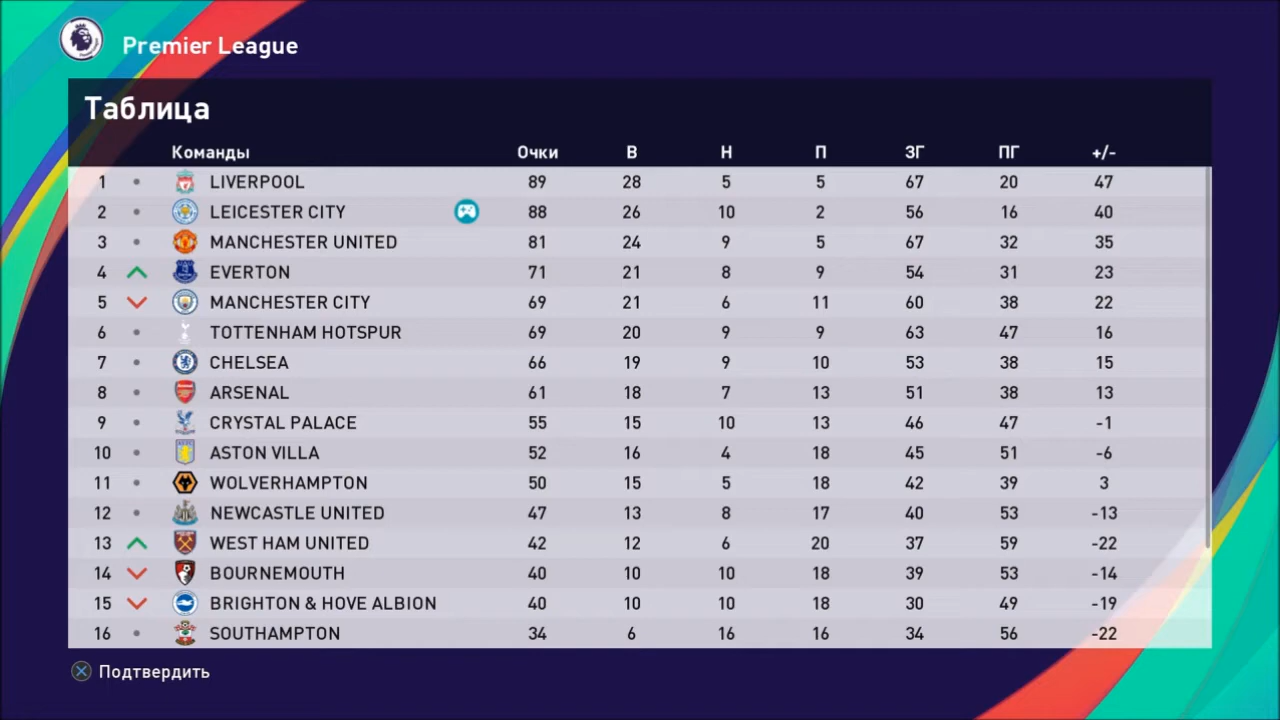 Premier League
Таблица
Команды Очки В Н П ЗГ ПГ +/-
1 LIVERPOOL 89 28 5 5 67 20 47
2 LEICESTER CITY 88 26 10 2 56 16 40
3 MANCHESTER UNITED 81 24 9 5 67 32 35
4 EVERTON 71 21 8 9 54 31 23
5 MANCHESTER CITY 69 21 6 11 60 38 22
6 TOTTENHAM HOTSPUR 69 20 9 9 63 47 16
7 CHELSEA 66 19 9 10 53 38 15
8 ARSENAL 61 18 7 13 51 38 13
9 CRYSTAL PALACE 55 15 10 13 46 47 -1
10 ASTON VILLA 52 16 4 18 45 51 -6
11 WOLVERHAMPTON 50 15 5 18 42 39 3
12 NEWCASTLE UNITED 47 13 8 17 40 53 -13
13 WEST HAM UNITED 42 12 6 20 37 59 -22
14 BOURNEMOUTH 40 10 10 18 39 53 -14
15 BRIGHTON & HOVE ALBION 40 10 10 18 30 49 -19
16 SOUTHAMPTON 34 6 16 16 34 56 -22
Подтвердить